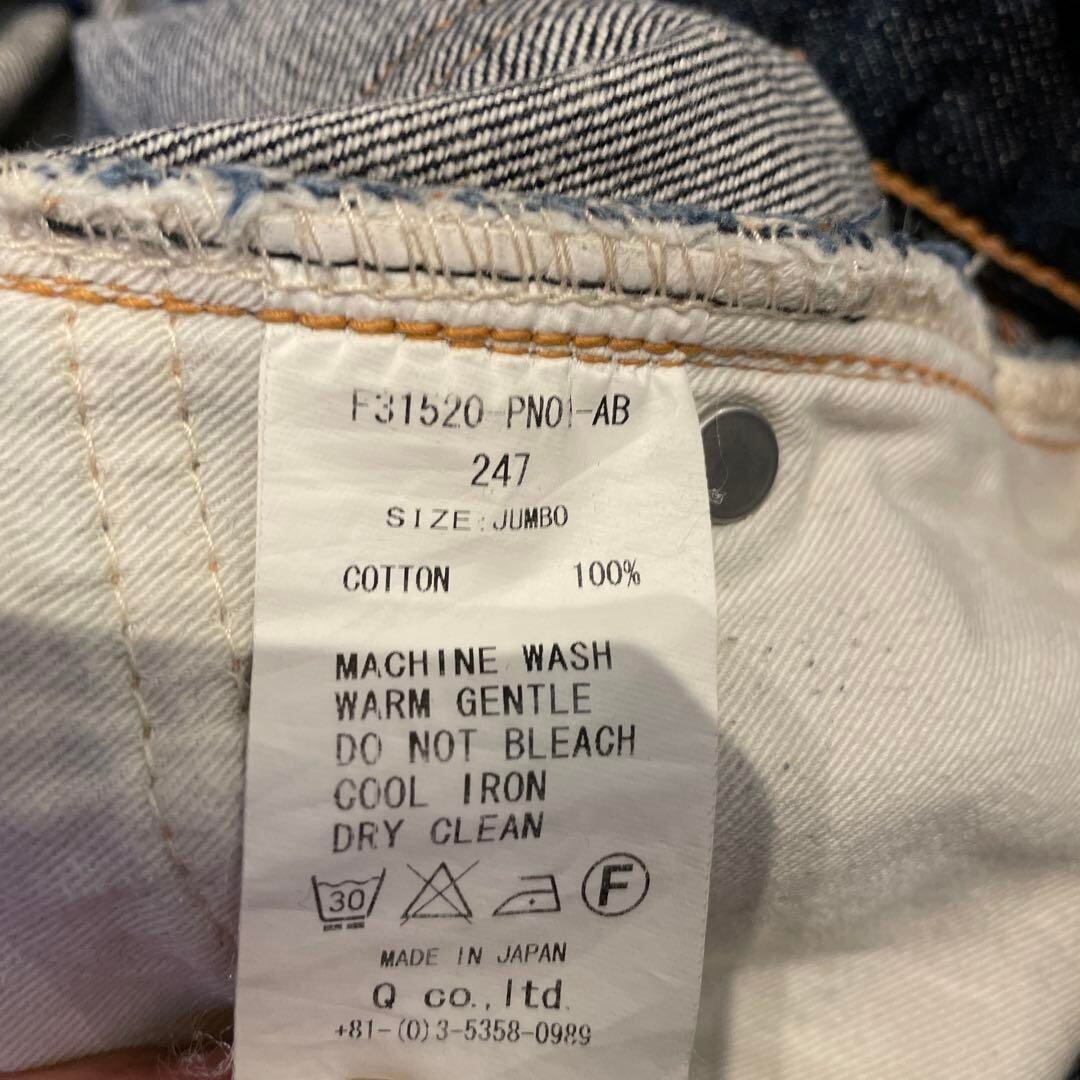 F31520-PN01-AB
247
SIZE:JUMBO
COTTON 100%
MACHINE WASH
WARM GENTLE
DO NOT BLEACH
COOL IRON
DRY CLEAN
30 F
MADE IN JAPAN
Q co.,ltd.
+81-(0)3-5358-0989